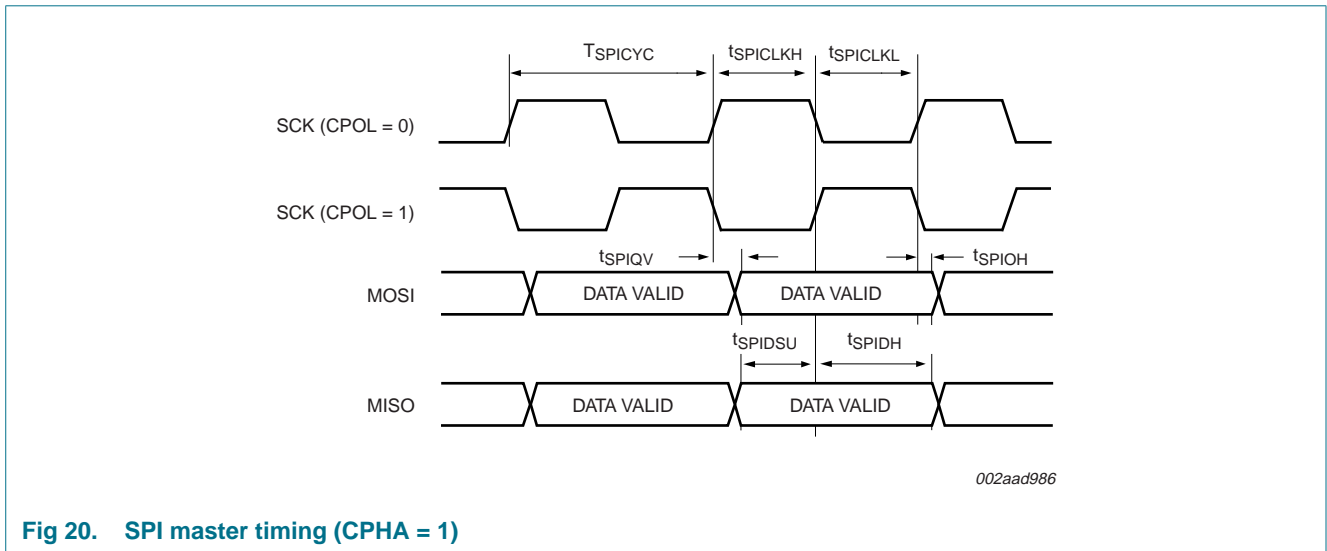 TSPICYC tSPICLKH tSPICLKL
SCK (CPOL = 0)
SCK (CPOL = 1)
tSPIQV tSPIOH
MOSI DATA VALID DATA VALID
tSPIDSU tSPIDH
MISO DATA VALID DATA VALID
002aad986
Fig 20. SPI master timing (CPHA = 1)